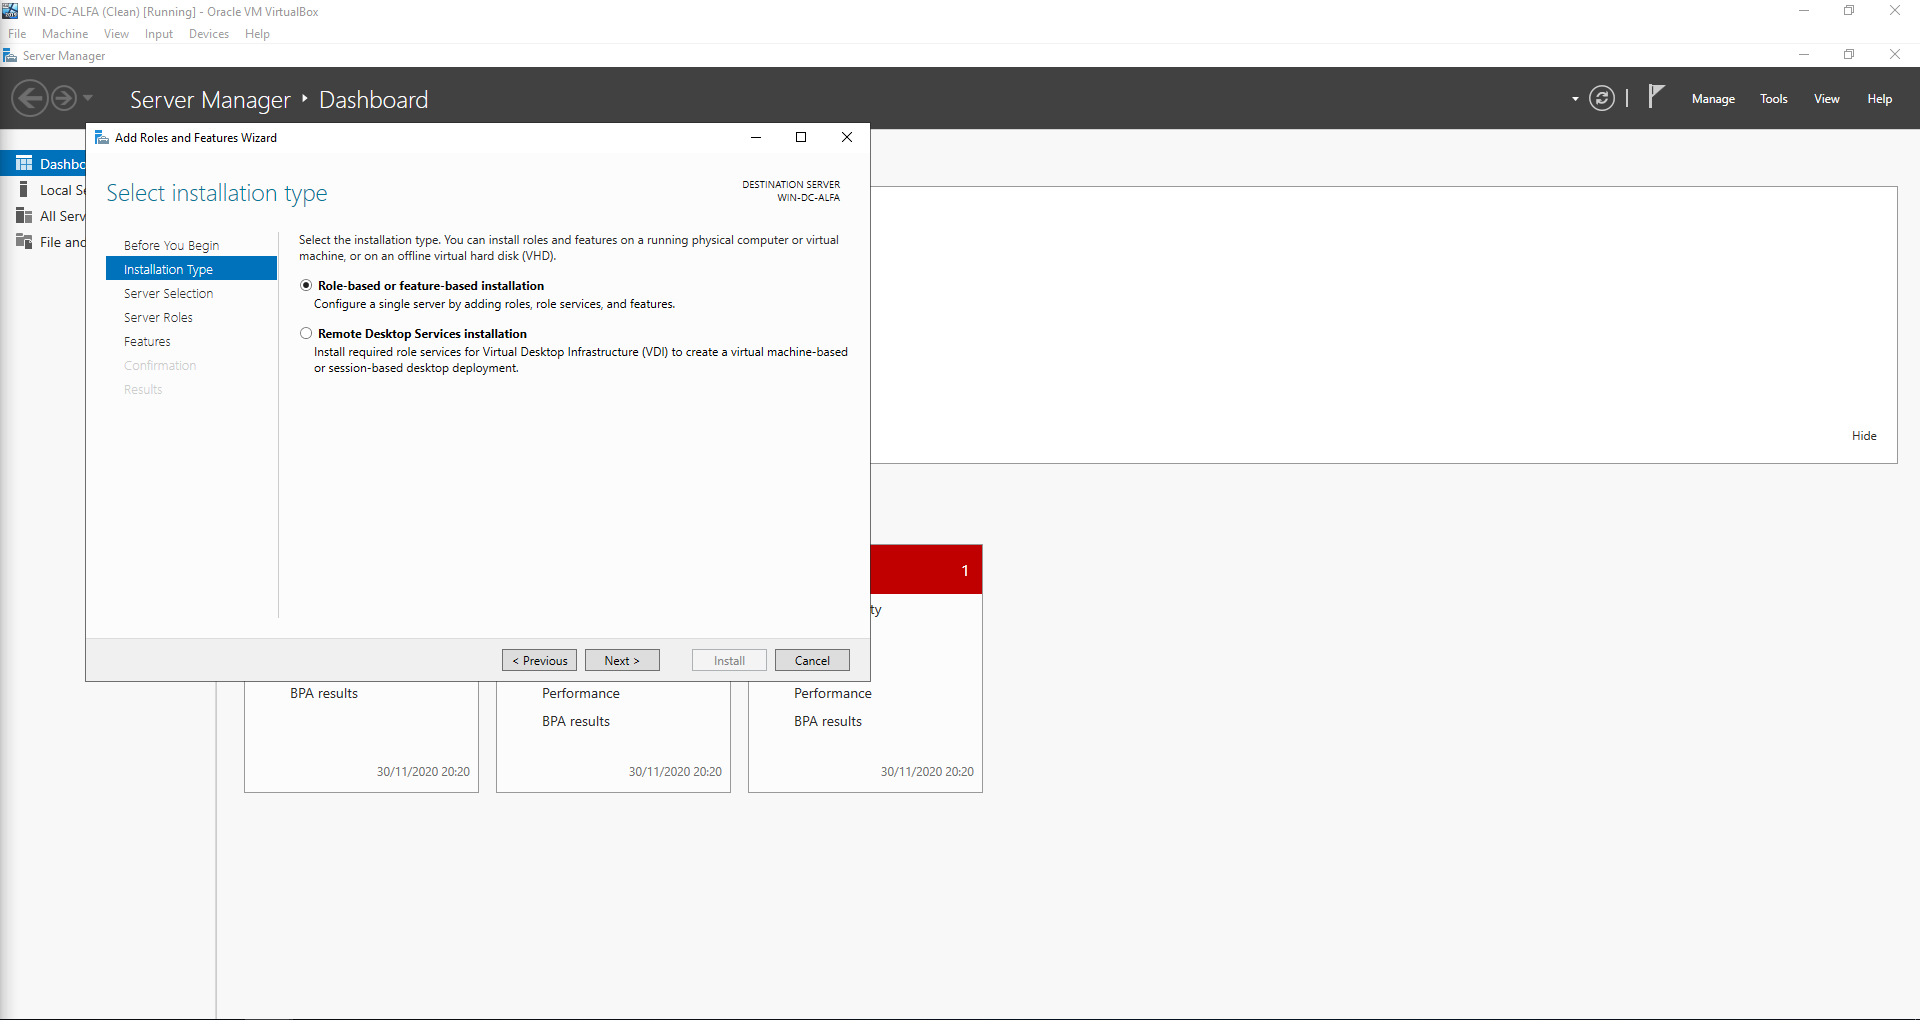 WIN-DC-ALFA (Clean) [Running] - Oracle VM VirtualBox
File Machine View Input Devices Help
Server Manager
Server Manager Dashboard
Manage Tools View Help
Add Roles and Features Wizard
Dashbo
Local Se
All Serv
File and
Select installation type
DESTINATION SERVER
WIN-DC-ALFA
Before You Begin
Installation Type
Server Selection
Server Roles
Features
Confirmation
Results
Select the installation type. You can install roles and features on a running physical computer or virtual
machine, or on an offline virtual hard disk (VHD).
Role-based or feature-based installation
Configure a single server by adding roles, role services, and features.
Remote Desktop Services installation
Install required role services for Virtual Desktop Infrastructure (VDI) to create a virtual machine-based
or session-based desktop deployment.
< Previous Next > Install Cancel
Hide
1
ty
BPA results
30/11/2020 20:20
Performance
BPA results
30/11/2020 20:20
Performance
BPA results
30/11/2020 20:20